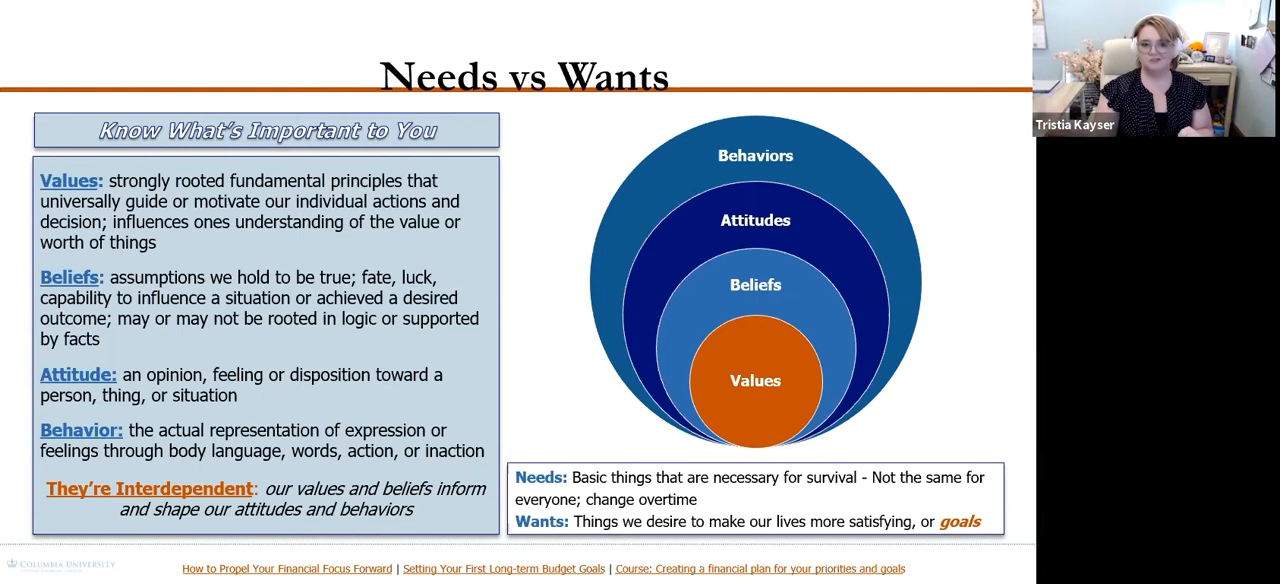 Needs vs Wants
Tristia Kayser
Know What's Important to You
Values: strongly rooted fundamental principles that
universally guide or motivate our individual actions and
decision; influences ones understanding of the value or
worth of things
Beliefs: assumptions we hold to be true; fate, luck,
capability to influence a situation or achieved a desired
outcome; may or may not be rooted in logic or supported
by facts
Attitude: an opinion, feeling or disposition toward a
person, thing, or situation
Behavior: the actual representation of expression or
feelings through body language, words, action, or inaction
They're Interdependent: our values and beliefs inform
and shape our attitudes and behaviors
Behaviors
Attitudes
Beliefs
Values
Needs: Basic things that are necessary for survival - Not the same for
everyone; change overtime
Wants: Things we desire to make our lives more satisfying, or goals
COLUMBIA UNIVERSITY
How to Propel Your Financial Focus Forward | Setting Your First Long-term Budget Goals | Course: Creating a financial plan for your priorities and goals